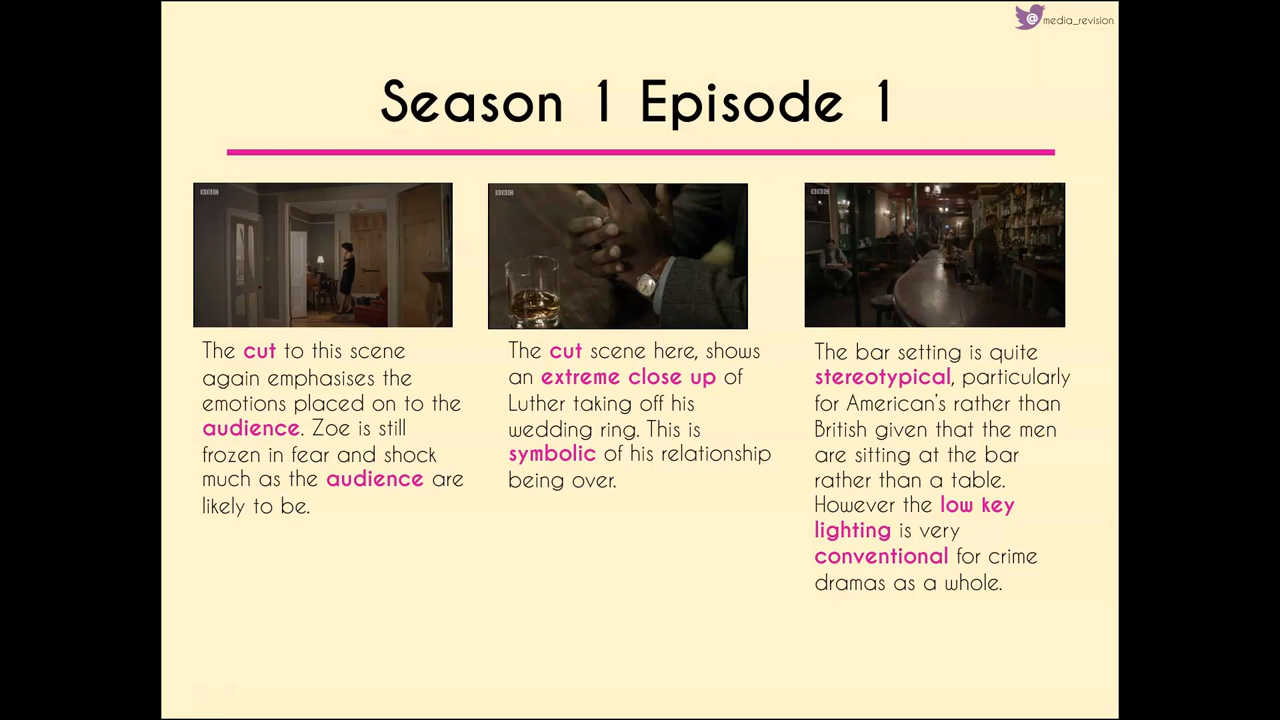 @media_revision
Season 1 Episode 1
BBC
BBC
BBC
The cut to this scene
again emphasises the
emotions placed on to the
audience. Zoe is still
frozen in fear and shock
much as the audience are
likely to be.
The cut scene here, shows
an extreme close up of
Luther taking off his
wedding ring. This is
symbolic of his relationship
being over.
The bar setting is quite
stereotypical, particularly
for American's rather than
British given that the men
are sitting at the bar
rather than a table.
However the low key
lighting is very
conventional for crime
dramas as a whole.